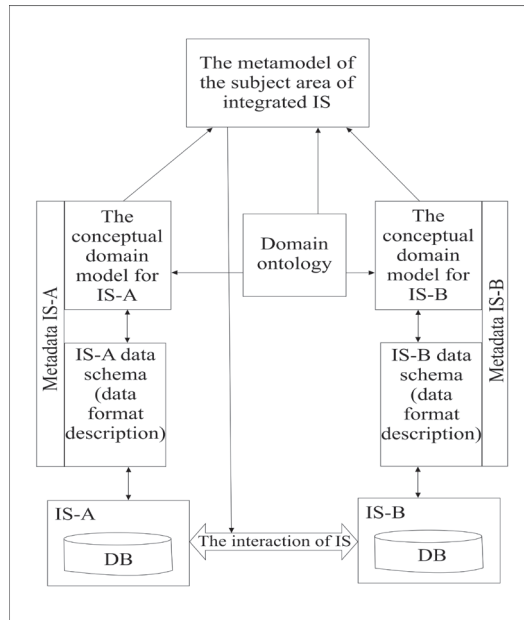 The metamodel of
the subject area of
integrated IS
Metadata IS-A
The
conceptual
domain
model for
IS-A
Domain
ontology
The
conceptual
domain
model for
IS-B
Metadata IS-B
IS-A data
schema
(data
format
description)
IS-B data
schema
(data
format
description)
IS-A
DB
The interaction of IS
IS-B
DB